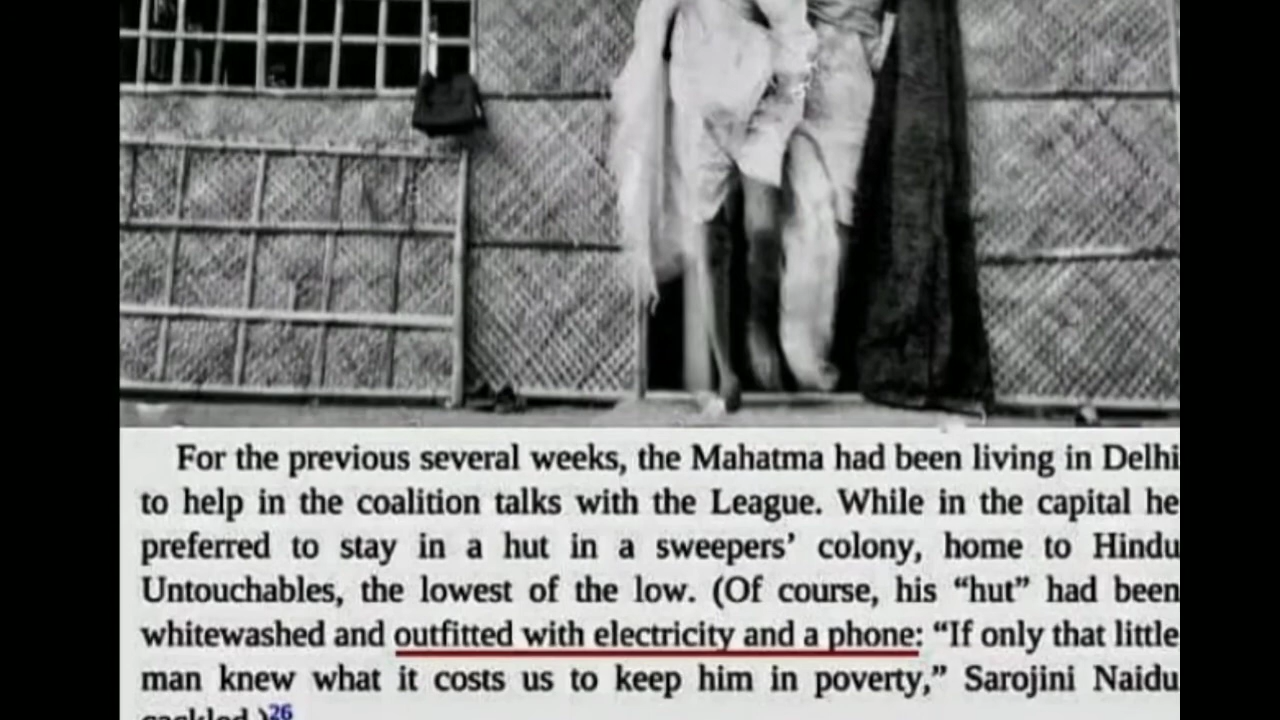 For the previous several weeks, the Mahatma had been living in Delhi
to help in the coalition talks with the League. While in the capital he
preferred to stay in a hut in a sweepers’ colony, home to Hindu
Untouchables, the lowest of the low. (Of course, his “hut” had been
whitewashed and outfitted with electricity and a phone: “If only that little
man knew what it costs us to keep him in poverty,” Sarojini Naidu
cackled.)26